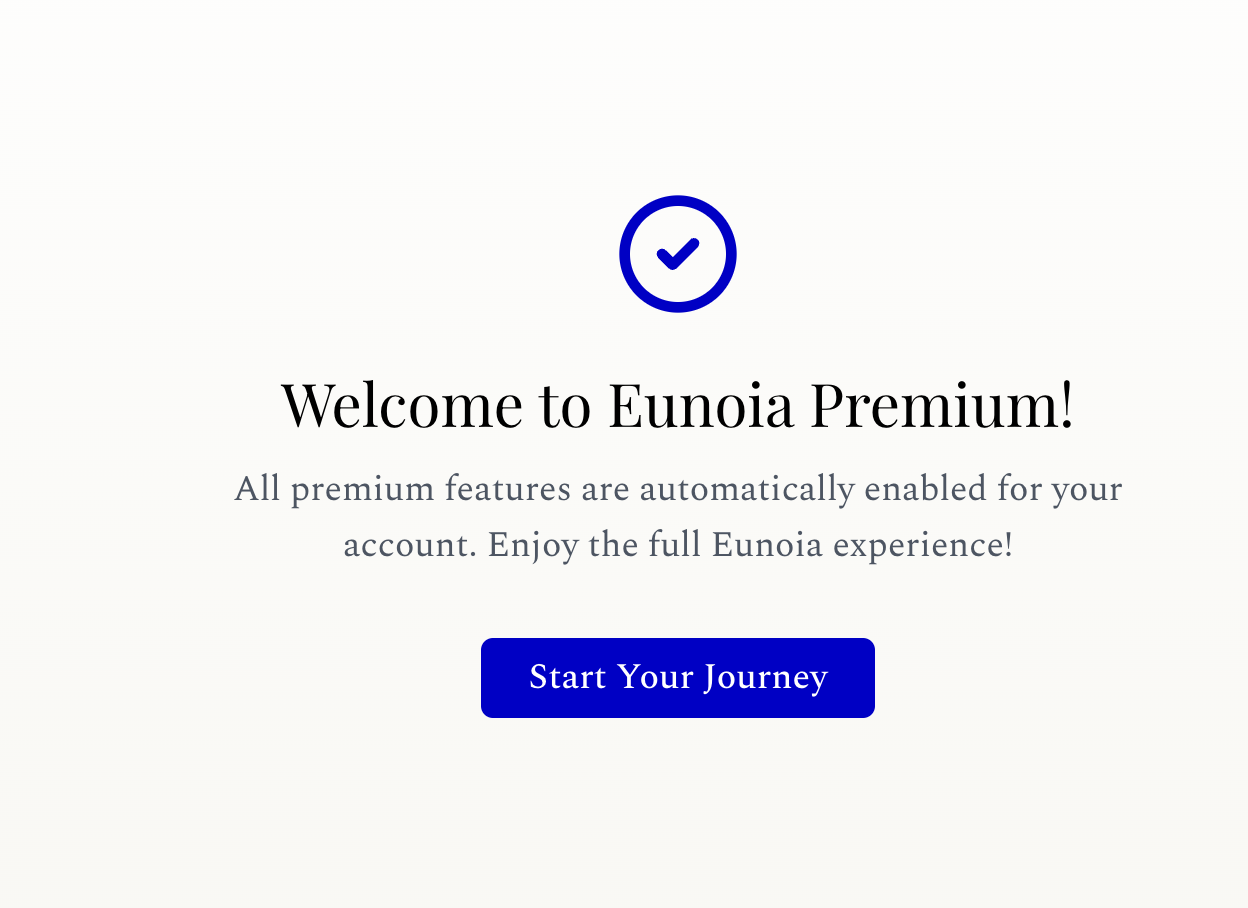 Welcome to Eunoia Premium!
All premium features are automatically enabled for your
account. Enjoy the full Eunoia experience!
Start Your Journey